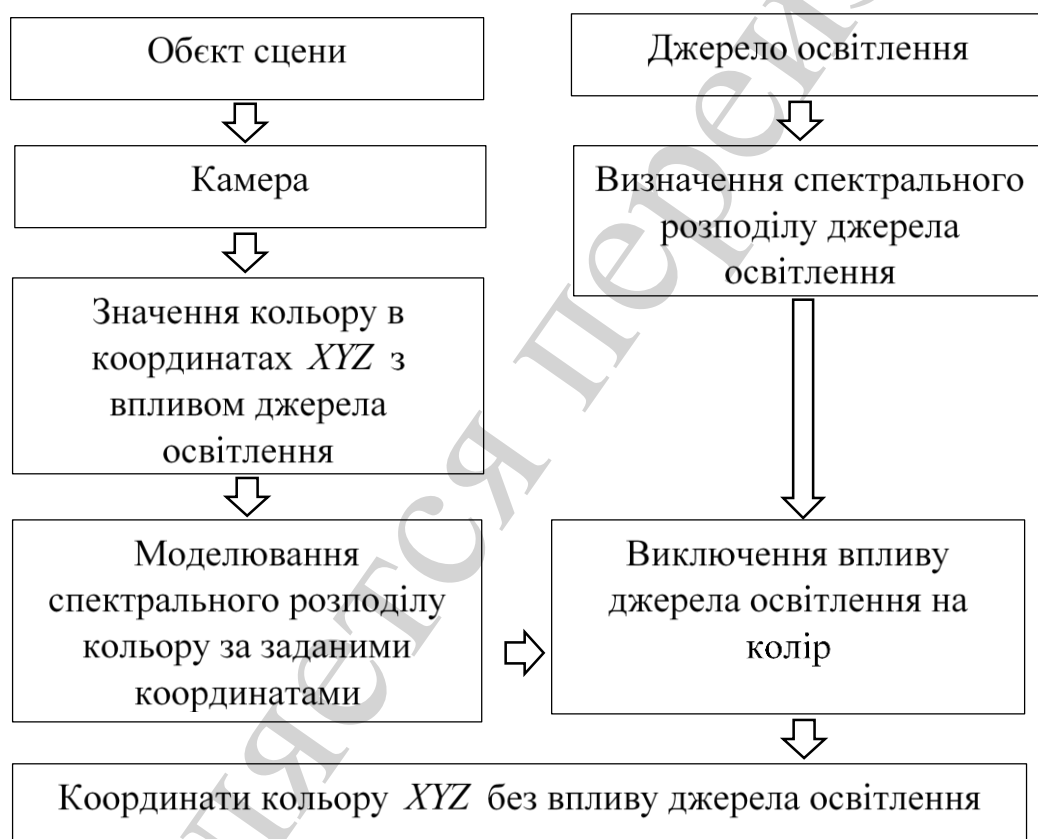 Обєкт сцени
Джерело освітлення
Камера
Визначення спектрального
розподілу джерела
освітлення
Значення кольору в
координатах XYZ з
впливом джерела
освітлення
Моделювання
спектрального розподілу
кольору за заданими
координатами
Виключення впливу
джерела освітлення на
колір
Координати кольору XYZ без впливу джерела освітлення